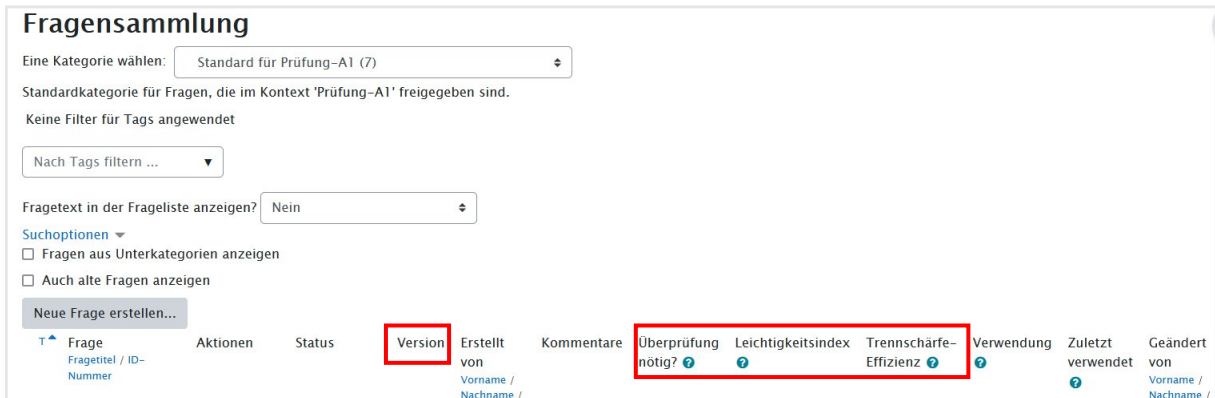 Fragensammlung
Eine Kategorie wählen: Standard für Prüfung-A1 (7)
Standardkategorie für Fragen, die im Kontext 'Prüfung-A1' freigegeben sind.
Keine Filter für Tags angewendet
Nach Tags filtern ... ▼
Fragetext in der Frageliste anzeigen? Nein
Suchoptionen
Fragen aus Unterkategorien anzeigen
Auch alte Fragen anzeigen
Neue Frage erstellen...
T Frage Aktionen Status Version Erstellt Kommentare Überprüfung Leichtigkeitsindex Trennschärfe- Verwendung Zuletzt Geändert
Fragetitel / ID- von nötig? ? ? Effizienz ? ? verwendet von
Nummer Vorname / ? Vorname /
Nachname / Nachname /